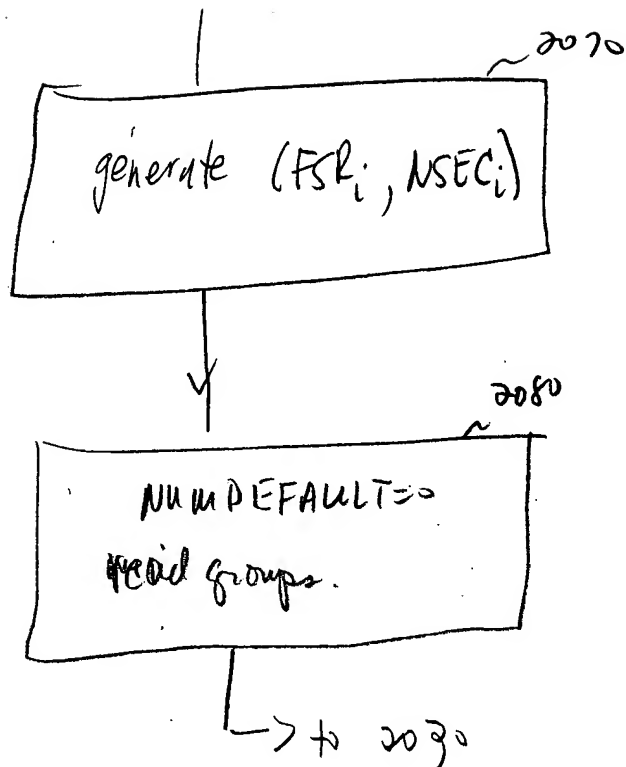 2070
generate (FSRi, NSECi)
2080
NUMDEFAULT=0
groups.
to 2030